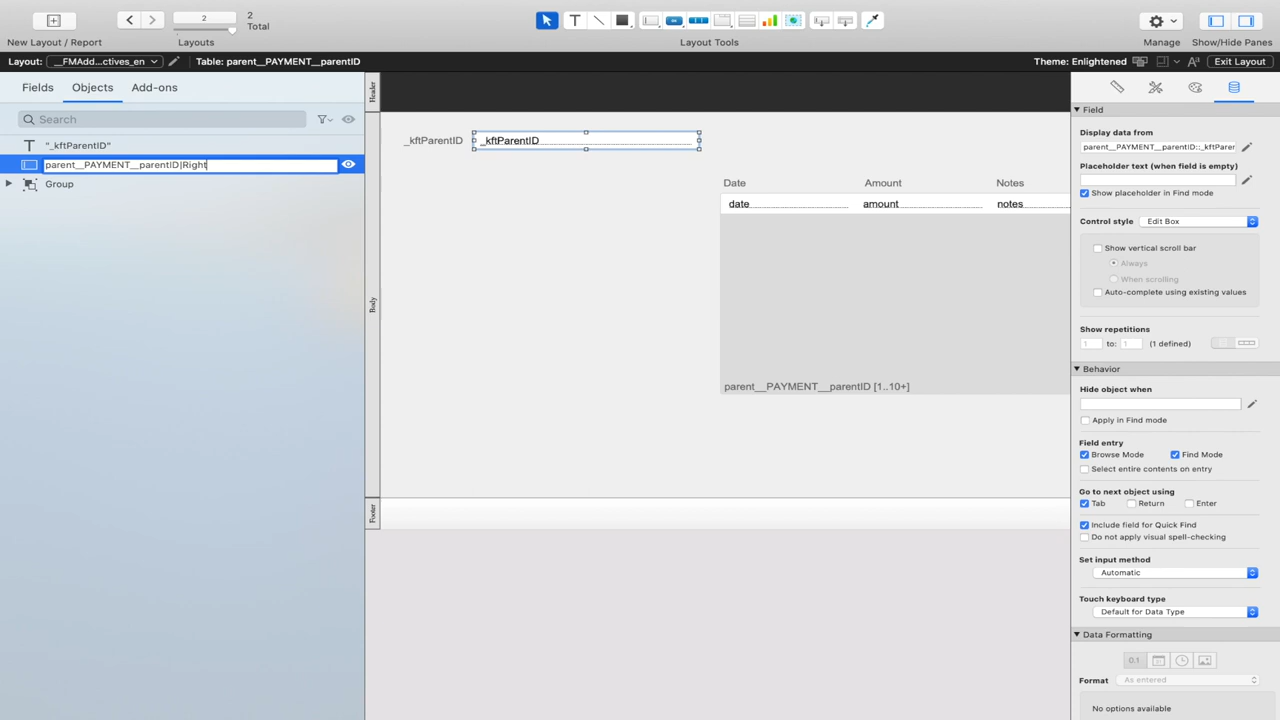 2
2
Total
New Layout / Report
Layouts
Layout Tools
Manage
Show/Hide Panes
Layout:
__FMAdd...ctives_en
Table: parent__PAYMENT__parentID
Theme: Enlightened
Exit Layout
Fields
Objects
Add-ons
Search
"_kftParentID"
parent__PAYMENT__parentID|Right
Group
Header
Body
Footer
_kftParentID
_kftParentID
Date
Amount
Notes
date
amount
notes
parent__PAYMENT__parentID [1..10+]
Field
Display data from
parent__PAYMENT__parentID::_kftParer
Placeholder text (when field is empty)
Show placeholder in Find mode
Control style
Edit Box
Show vertical scroll bar
Always
When scrolling
Auto-complete using existing values
Show repetitions
1 to: 1 (1 defined)
Behavior
Hide object when
Apply in Find mode
Field entry
Browse Mode
Find Mode
Select entire contents on entry
Go to next object using
Tab
Return
Enter
Include field for Quick Find
Do not apply visual spell-checking
Set input method
Automatic
Touch keyboard type
Default for Data Type
Data Formatting
0.1
Format
As entered
No options available